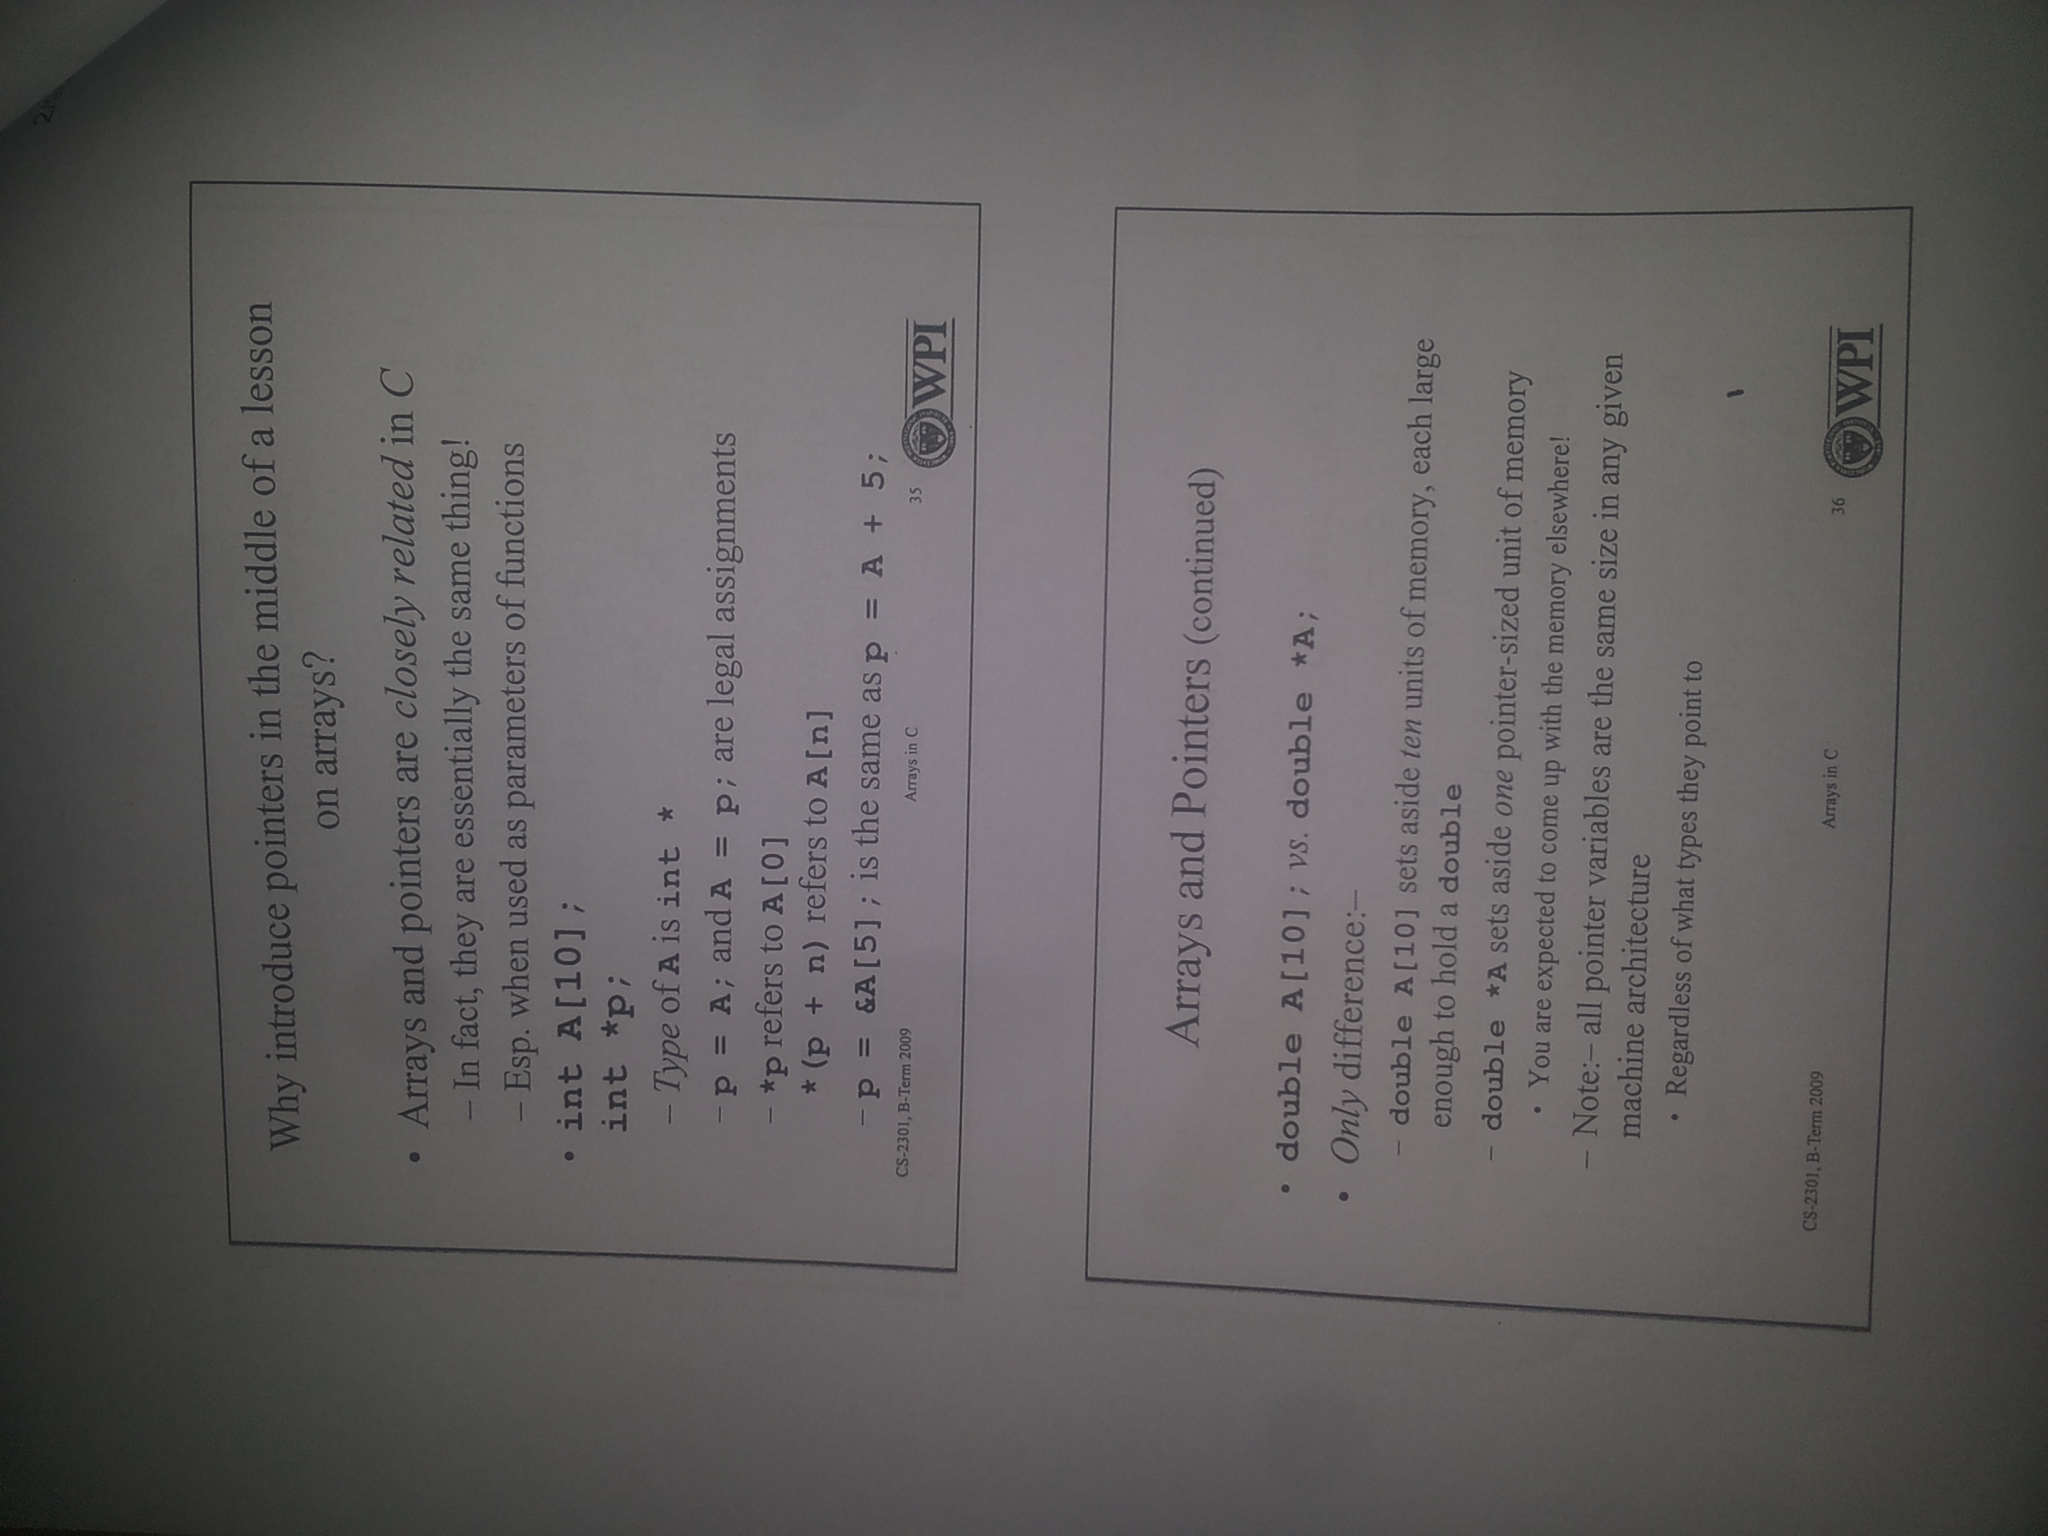 Why introduce pointers in the middle of a lesson
on arrays?
• Arrays and pointers are closely related in C
– In fact, they are essentially the same thing!
– Esp. when used as parameters of functions
• int A[10];
int *p;
– Type of A is int *
– p = A; and A = p; are legal assignments
– *p refers to A[0]
*(p + n) refers to A[n]
– p = &A[5]; is the same as p = A + 5;
CS-2301, B-Term 2009 Arrays in C 35 WPI
Arrays and Pointers (continued)
• double A[10]; vs. double *A;
• Only difference:–
– double A[10] sets aside ten units of memory, each large
enough to hold a double
– double *A sets aside one pointer-sized unit of memory
• You are expected to come up with the memory elsewhere!
– Note:– all pointer variables are the same size in any given
machine architecture
• Regardless of what types they point to
CS-2301, B-Term 2009 Arrays in C 36 WPI